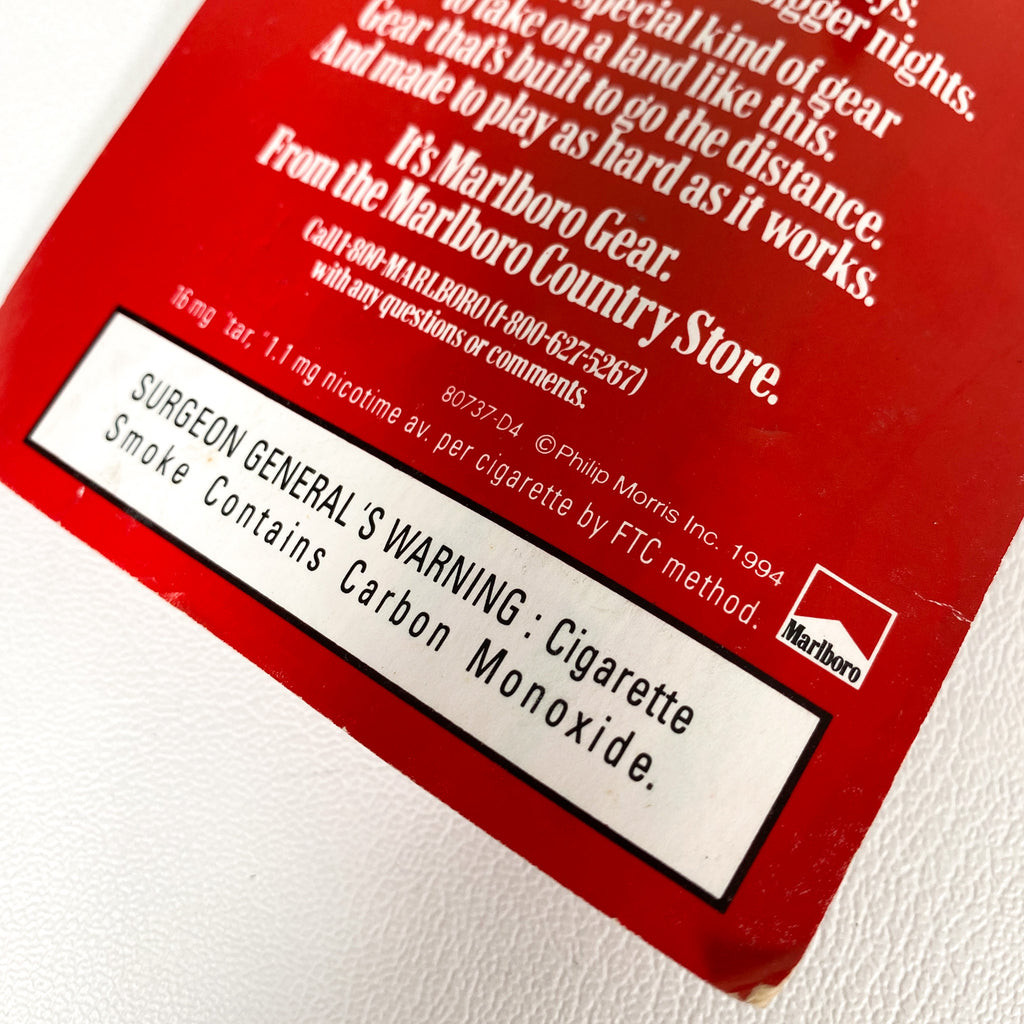 bigger nights.
special kind of gear
to take on a land like this.
Gear that's built to go the distance.
And made to play as hard as it works.
It's Marlboro Gear.
From the Marlboro Country Store.
Call 1-800-MARLBORO (1-800-627-5267)
with any questions or comments.
80737-D4 ©Philip Morris Inc. 1994
16 mg "tar," 1.1 mg nicotine av. per cigarette by FTC method.
Marlboro
SURGEON GENERAL'S WARNING : Cigarette
Smoke Contains Carbon Monoxide.